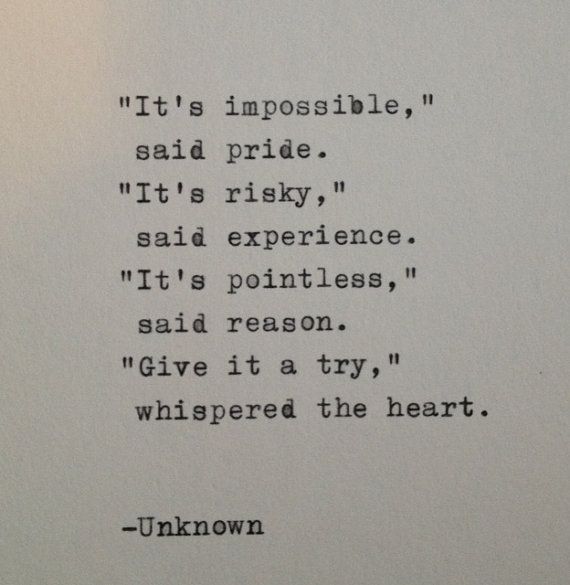 "It's impossible,"
said pride.
"It's risky,"
said experience.
"It's pointless,"
said reason.
"Give it a try,"
whispered the heart.
-Unknown